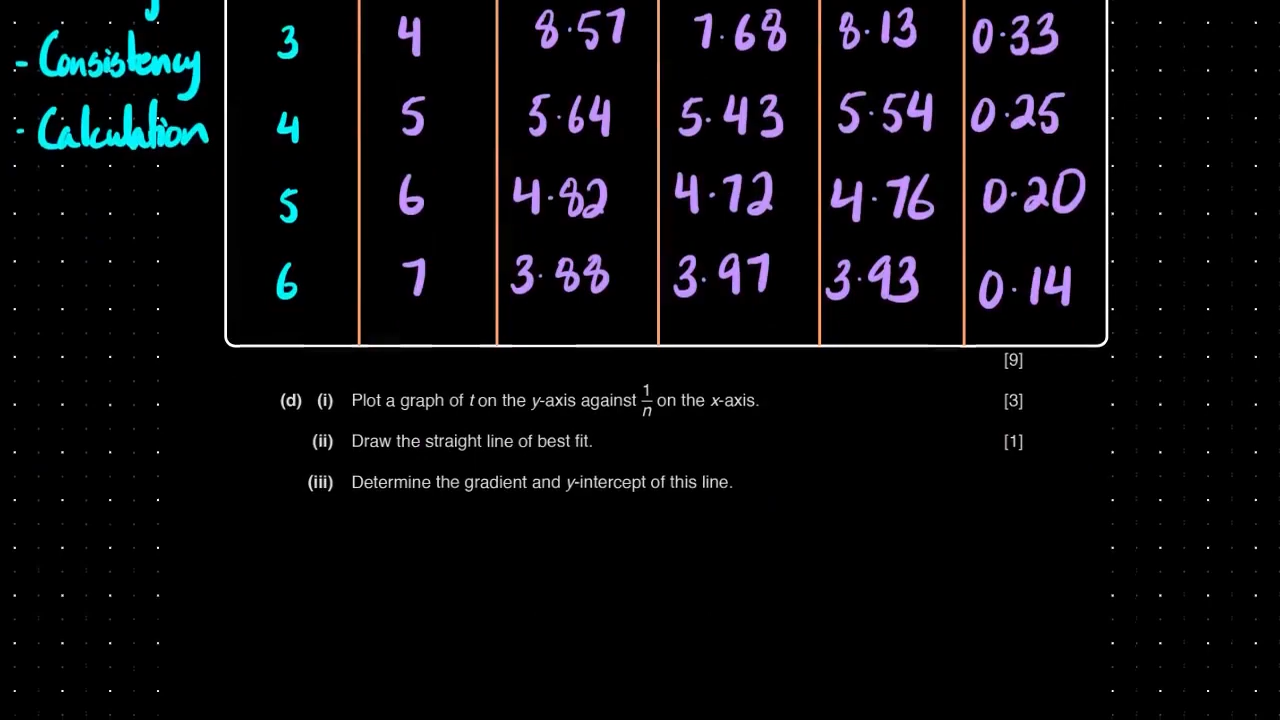 3 4 8.57 7.68 8.13 0.33
- Consistency
- Calculation
4 5 5.64 5.43 5.54 0.25
5 6 4.82 4.72 4.76 0.20
6 7 3.88 3.97 3.93 0.14
[9]
(d) (i) Plot a graph of t on the y-axis against 1/n on the x-axis. [3]
(ii) Draw the straight line of best fit. [1]
(iii) Determine the gradient and y-intercept of this line.